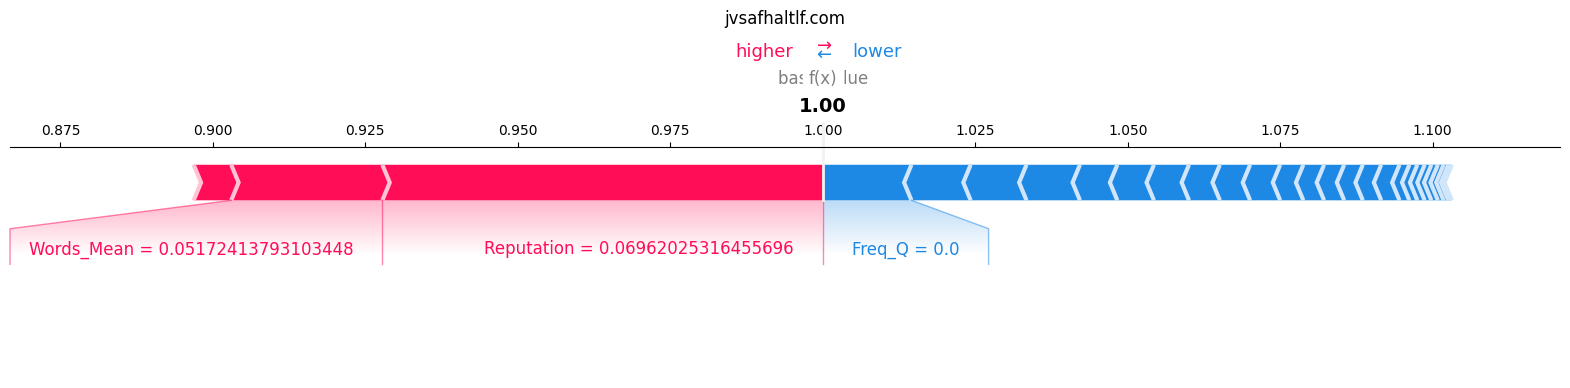 jvsafhaltlf.com
higher ⇄ lower
f(x)
1.00
0.875 0.900 0.925 0.950 0.975 1.000 1.025 1.050 1.075 1.100
Words_Mean = 0.05172413793103448 Reputation = 0.06962025316455696 Freq_Q = 0.0